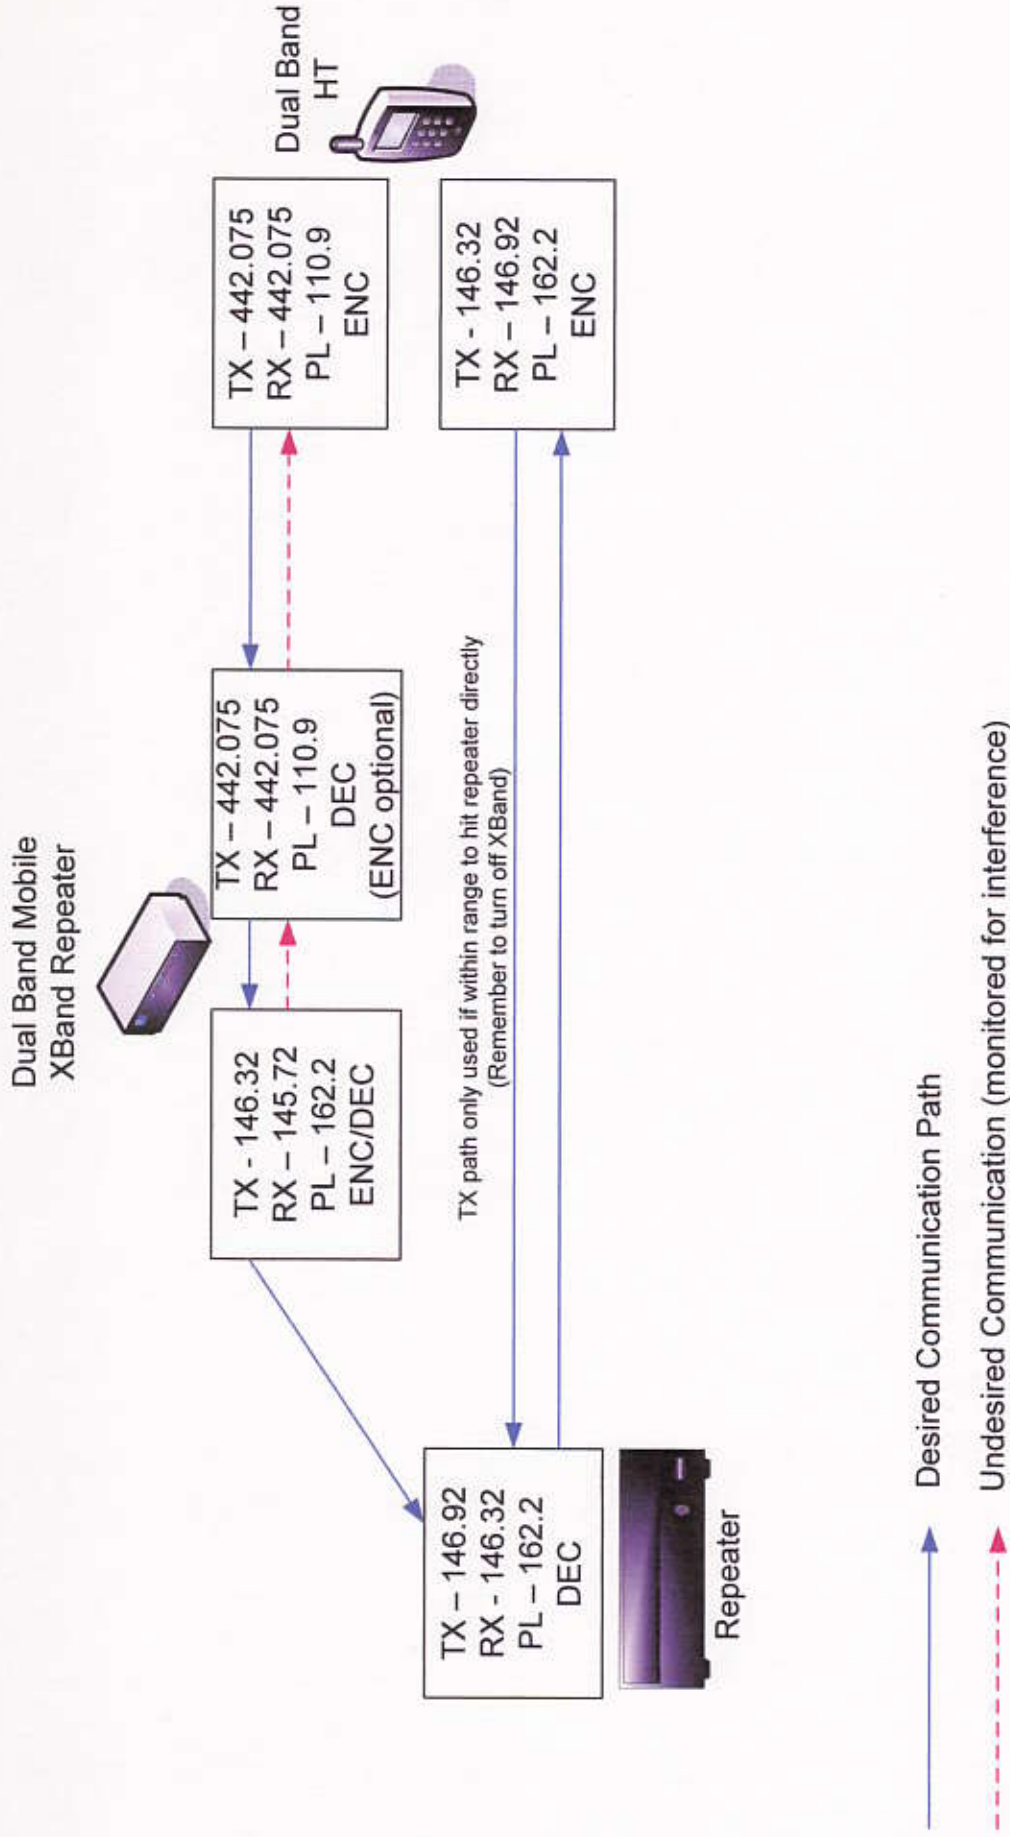 Dual Band Mobile
XBand Repeater
Dual Band
HT
TX - 146.32
RX – 145.72
PL – 162.2
ENC/DEC
TX – 442.075
RX – 442.075
PL – 110.9
DEC
(ENC optional)
TX – 442.075
RX – 442.075
PL – 110.9
ENC
TX – 146.92
RX - 146.32
PL – 162.2
DEC
Repeater
TX path only used if within range to hit repeater directly
(Remember to turn off XBand)
TX - 146.32
RX – 146.92
PL – 162.2
ENC
Desired Communication Path
Undesired Communication (monitored for interference)